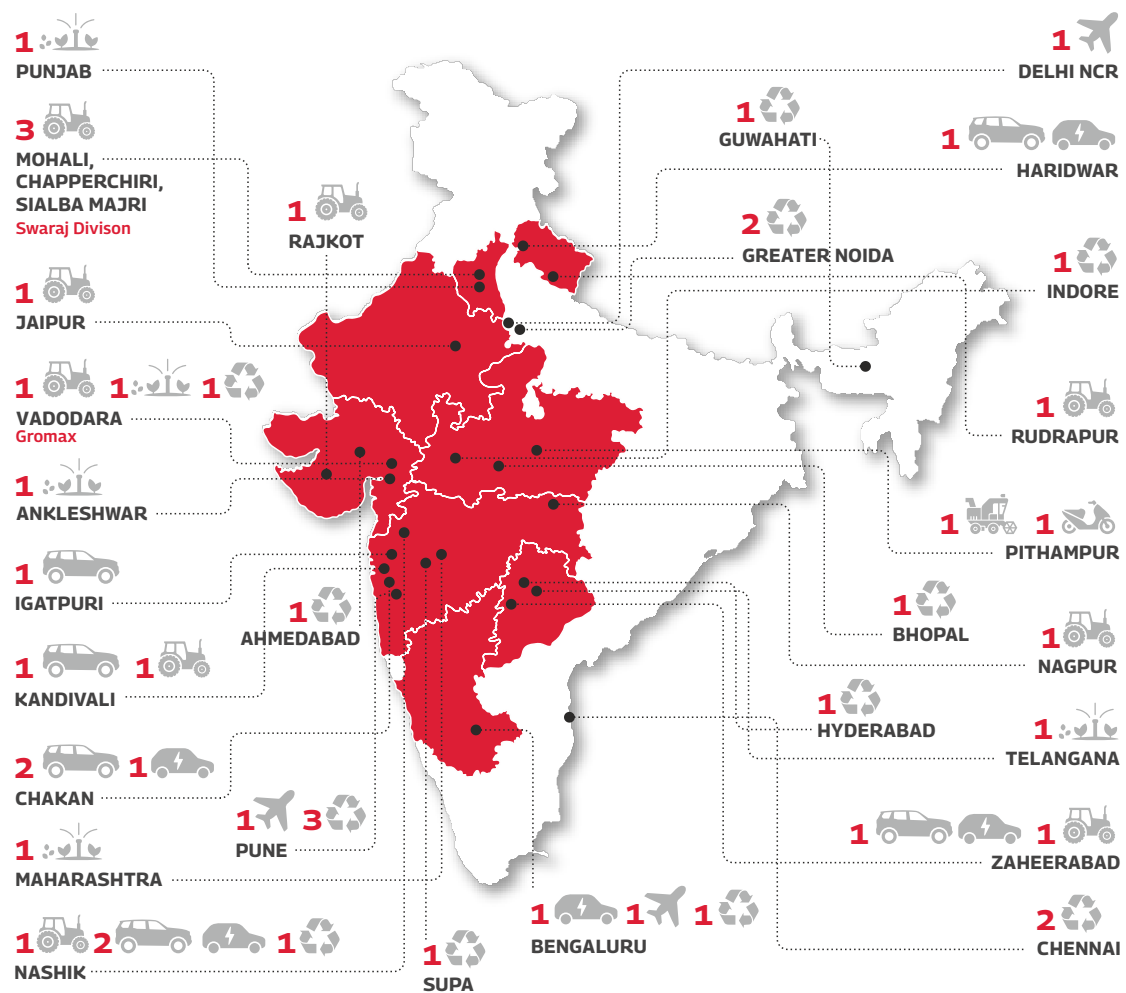 1
PUNJAB
3
MOHALI,
CHAPPERCHIRI,
SIALBA MAJRI
Swaraj Divison
1
RAJKOT
1
JAIPUR
1 1 1
VADODARA
Gromax
1
ANKLESHWAR
1
IGATPURI
1
AHMEDABAD
1 1
KANDIVALI
2 1
CHAKAN
1 3
PUNE
1
MAHARASHTRA
1 2 1
NASHIK
1
SUPA
1 1 1
BENGALURU
1
DELHI NCR
1
GUWAHATI
1
HARIDWAR
2
GREATER NOIDA
1
INDORE
1
RUDRAPUR
1 1
PITHAMPUR
1
BHOPAL
1
NAGPUR
1
HYDERABAD
1
TELANGANA
1 1
ZAHEERABAD
2
CHENNAI